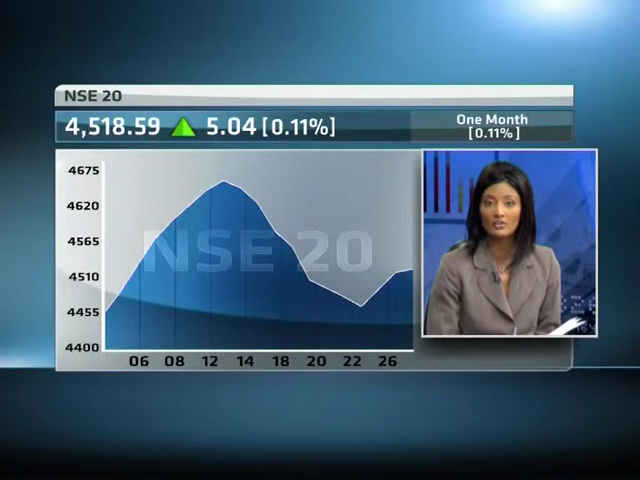 NSE 20
4,518.59 5.04 [0.11%]
One Month
[0.11%]
4675
4620
4565
4510
4455
4400
NSE 20
06 08 12 14 18 20 22 26